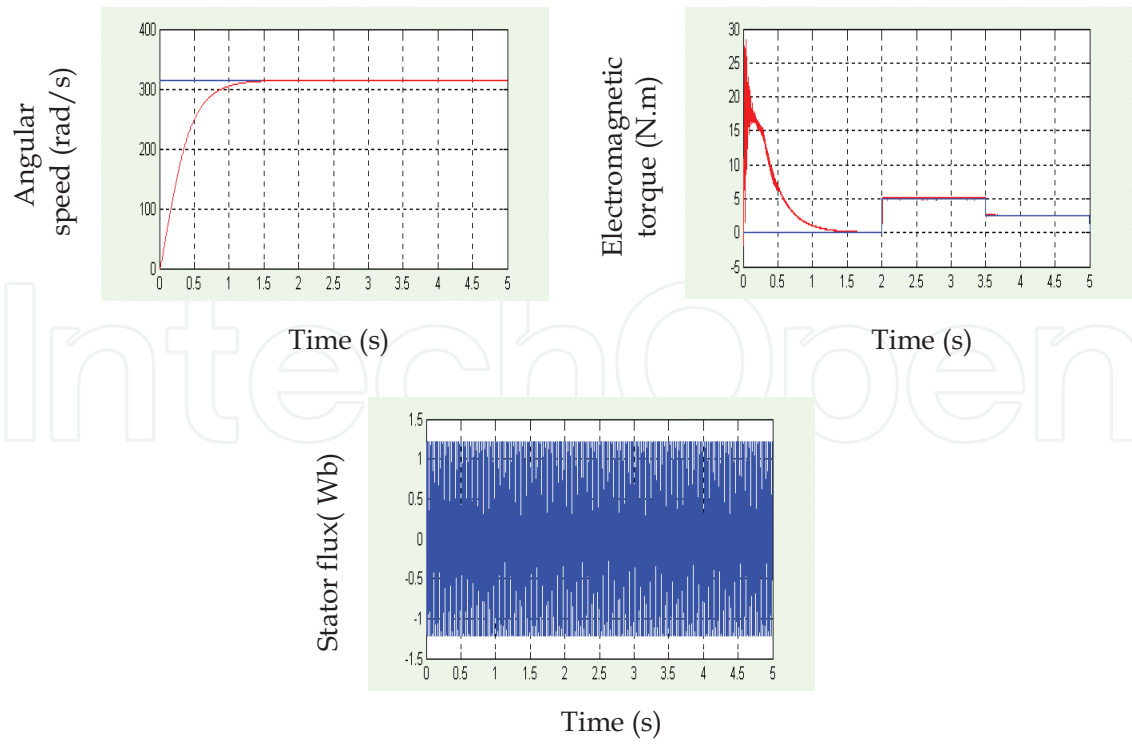 Angular
speed (rad/s)
400
300
200
100
0
0 0.5 1 1.5 2 2.5 3 3.5 4 4.5 5
Time (s)
Electromagnetic
torque (N.m)
30
25
20
15
10
5
0
-5
0 0.5 1 1.5 2 2.5 3 3.5 4 4.5 5
Time (s)
IntechOpen
Stator flux( Wb)
1.5
1
0.5
0
-0.5
-1
-1.5
0 0.5 1 1.5 2 2.5 3 3.5 4 4.5 5
Time (s)